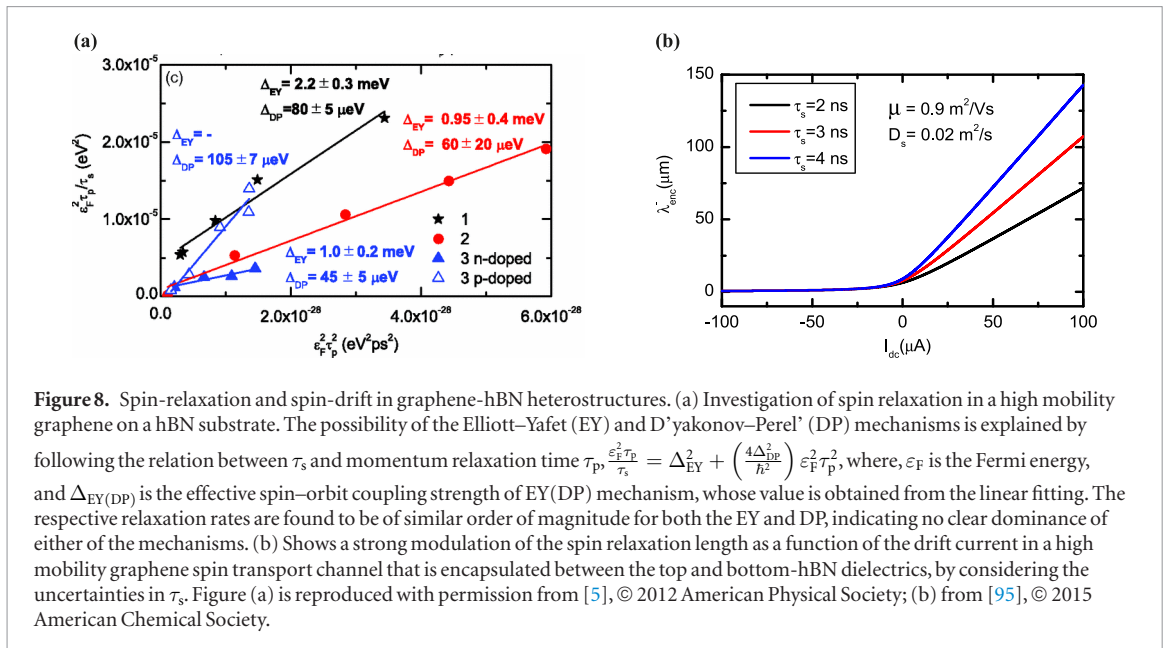 (a)
(b)
(c)
3.0x10-5
2.0x10-5
1.0x10-5
0.0
ε²Fτp/τs (eV²)
ΔEY= 2.2 ± 0.3 meV
ΔDP=80 ± 5 μeV
ΔEY= -
ΔDP= 105 ± 7 μeV
ΔEY= 0.95 ± 0.4 meV
ΔDP= 60 ± 20 μeV
ΔEY= 1.0 ± 0.2 meV
ΔDP= 45 ± 5 μeV
1
2
3 n-doped
3 p-doped
0.0 2.0x10-28 4.0x10-28 6.0x10-28
ε²Fτ²p (eV²ps²)
150
100
50
0
λ-enc(μm)
τs=2 ns
τs=3 ns
τs=4 ns
μ = 0.9 m²/Vs
Ds = 0.02 m²/s
-100 -50 0 50 100
Idc(μA)
Figure 8. Spin-relaxation and spin-drift in graphene-hBN heterostructures. (a) Investigation of spin relaxation in a high mobility
graphene on a hBN substrate. The possibility of the Elliott–Yafet (EY) and D'yakonov–Perel' (DP) mechanisms is explained by
following the relation between τs and momentum relaxation time τp, ε²Fτp/τs = Δ²EY + (4Δ²DP/ħ²) ε²Fτ²p, where, εF is the Fermi energy,
and ΔEY(DP) is the effective spin–orbit coupling strength of EY(DP) mechanism, whose value is obtained from the linear fitting. The
respective relaxation rates are found to be of similar order of magnitude for both the EY and DP, indicating no clear dominance of
either of the mechanisms. (b) Shows a strong modulation of the spin relaxation length as a function of the drift current in a high
mobility graphene spin transport channel that is encapsulated between the top and bottom-hBN dielectrics, by considering the
uncertainties in τs. Figure (a) is reproduced with permission from [5], © 2012 American Physical Society; (b) from [95], © 2015
American Chemical Society.